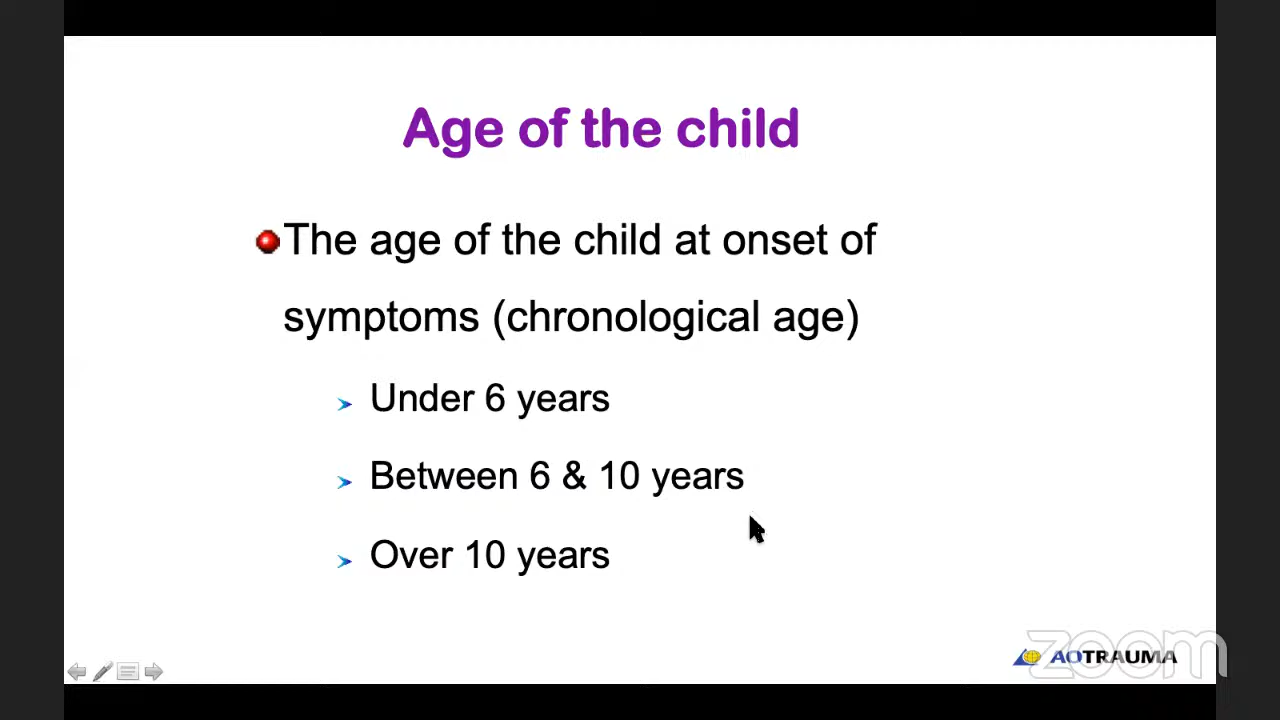 Age of the child
The age of the child at onset of
symptoms (chronological age)
Under 6 years
Between 6 & 10 years
Over 10 years
AOTRAUMA
zoom